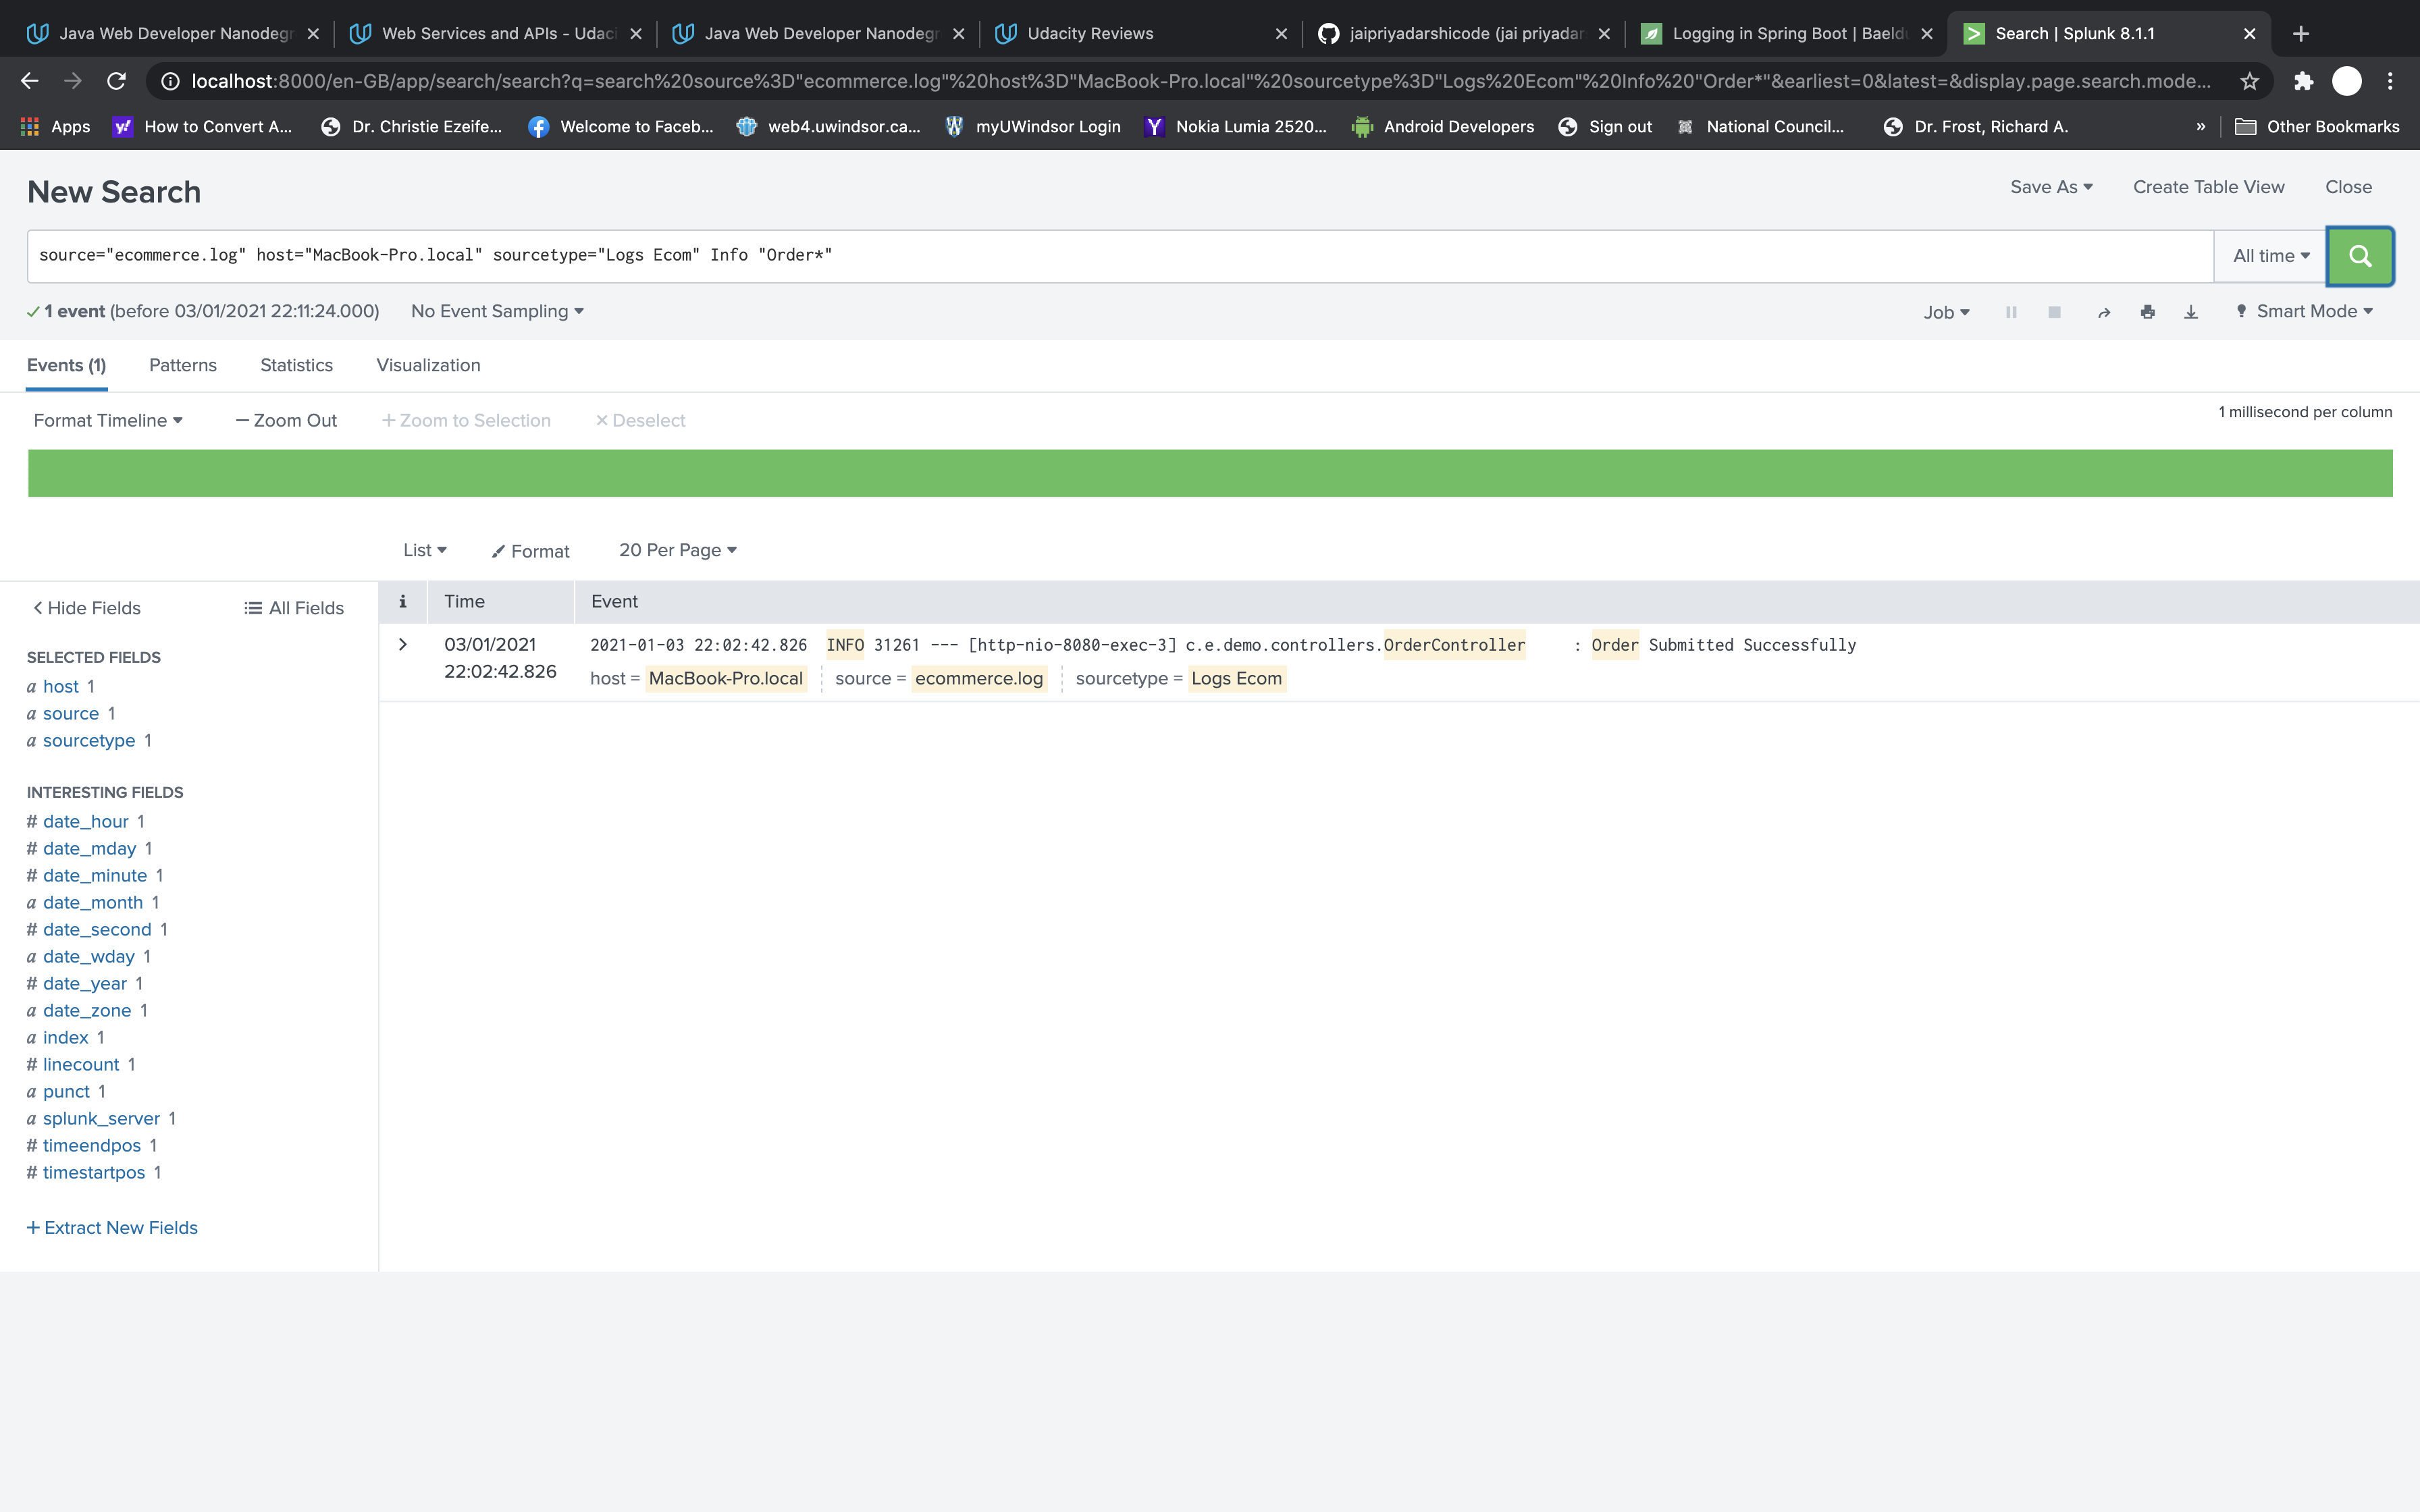 Java Web Developer Nanodegr
Web Services and APIs - Udaci
Java Web Developer Nanodegr
Udacity Reviews
jaipriyadarshicode (jai priyadar
Logging in Spring Boot | Baeldu
Search | Splunk 8.1.1
localhost:8000/en-GB/app/search/search?q=search%20source%3D"ecommerce.log"%20host%3D"MacBook-Pro.local"%20sourcetype%3D"Logs%20Ecom"%20Info%20"Order*"&earliest=0&latest=&display.page.search.mode...
Apps
How to Convert A...
Dr. Christie Ezeife...
Welcome to Faceb...
web4.uwindsor.ca...
myUWindsor Login
Nokia Lumia 2520...
Android Developers
Sign out
National Council...
Dr. Frost, Richard A.
»
Other Bookmarks
New Search
Save As
Create Table View
Close
source="ecommerce.log" host="MacBook-Pro.local" sourcetype="Logs Ecom" Info "Order*"
All time
1 event (before 03/01/2021 22:11:24.000)
No Event Sampling
Job
Smart Mode
Events (1)
Patterns
Statistics
Visualization
Format Timeline
— Zoom Out
+ Zoom to Selection
× Deselect
1 millisecond per column
List
Format
20 Per Page
< Hide Fields
All Fields
i
Time
Event
SELECTED FIELDS
a host 1
a source 1
a sourcetype 1
INTERESTING FIELDS
# date_hour 1
# date_mday 1
# date_minute 1
a date_month 1
# date_second 1
a date_wday 1
# date_year 1
a date_zone 1
a index 1
# linecount 1
a punct 1
a splunk_server 1
# timeendpos 1
# timestartpos 1
+ Extract New Fields
>
03/01/2021
22:02:42.826
2021-01-03 22:02:42.826 INFO 31261 --- [http-nio-8080-exec-3] c.e.demo.controllers.OrderController : Order Submitted Successfully
host = MacBook-Pro.local
source = ecommerce.log
sourcetype = Logs Ecom